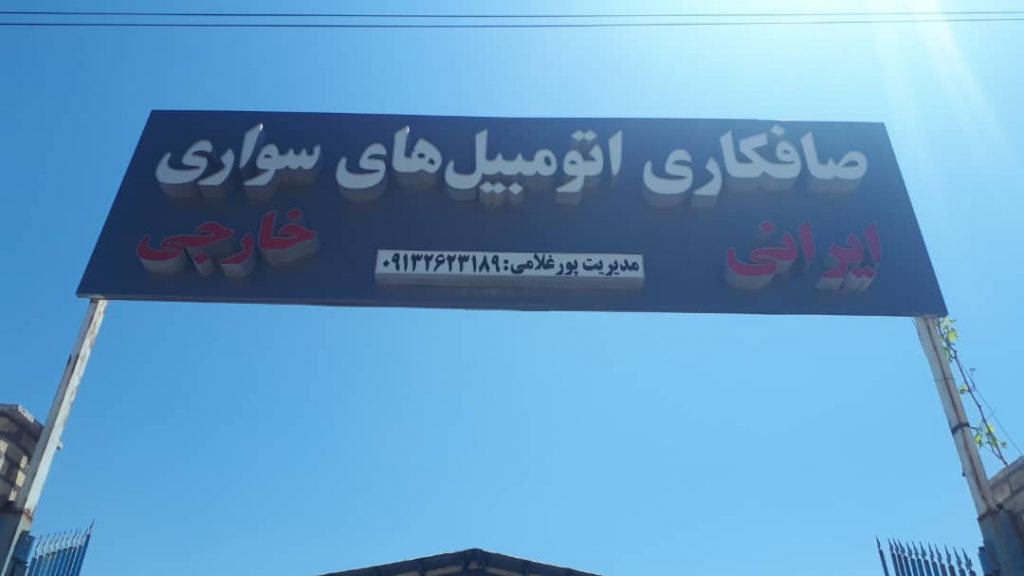 صافکاری اتومبیل‌های سواری
ایرانی خارجی
مدیریت پورغلامی: ۰۹۱۳۲۶۲۳۱۸۹